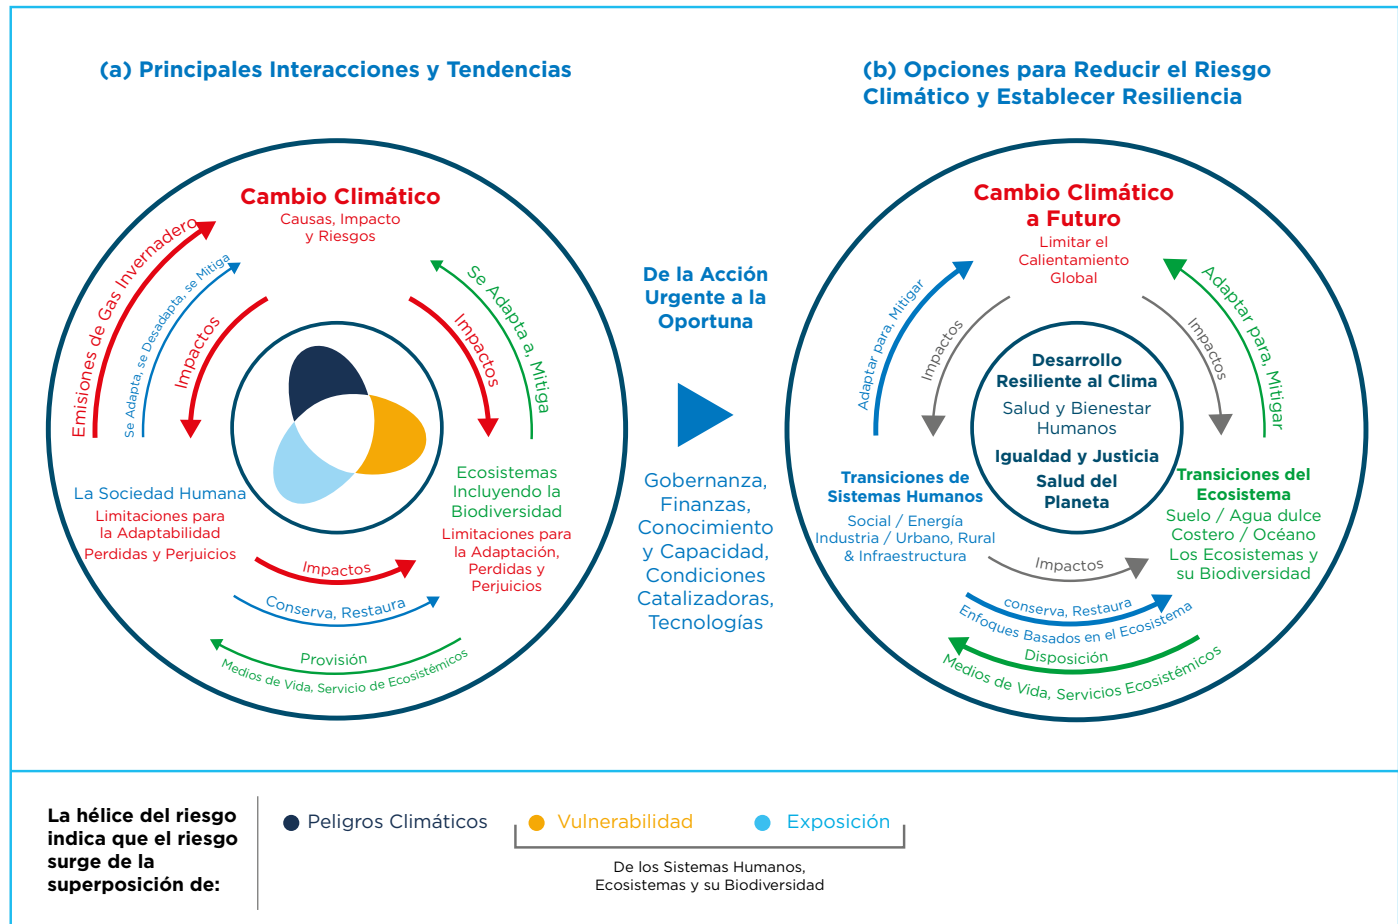 (a) Principales Interacciones y Tendencias
Cambio Climático
Causas, Impacto
y Riesgos
Emisiones de Gas Invernadero
Se Adapta, se Desadapta, se Mitiga
Impactos
Impactos
Se Adapta a, Mitiga
La Sociedad Humana
Limitaciones para
la Adaptabilidad
Perdidas y Perjuicios
Ecosistemas
Incluyendo la
Biodiversidad
Limitaciones para
la Adaptación,
Perdidas y
Perjuicios
Impactos
Conserva, Restaura
Provisión
Medios de Vida, Servicio de Ecosistémicos
De la Acción
Urgente a la
Oportuna
Gobernanza,
Finanzas,
Conocimiento
y Capacidad,
Condiciones
Catalizadoras,
Tecnologías
(b) Opciones para Reducir el Riesgo
Climático y Establecer Resiliencia
Cambio Climático
a Futuro
Limitar el
Calientamiento
Global
Adaptar para, Mitigar
Impactos
Impactos
Adaptar para, Mitigar
Desarrollo
Resiliente al Clima
Salud y Bienestar
Humanos
Igualdad y Justicia
Salud del
Planeta
Transiciones de
Sistemas Humanos
Social / Energía
Industria / Urbano, Rural
& Infraestructura
Transiciones del
Ecosistema
Suelo / Agua dulce
Costero / Océano
Los Ecosistemas y
su Biodiversidad
Impactos
conserva, Restaura
Enfoques Basados en el Ecosistema
Disposición
Medios de Vida, Servicios Ecosistémicos
La hélice del riesgo
indica que el riesgo
surge de la
superposición de:
Peligros Climáticos
Vulnerabilidad
Exposición
De los Sistemas Humanos,
Ecosistemas y su Biodiversidad